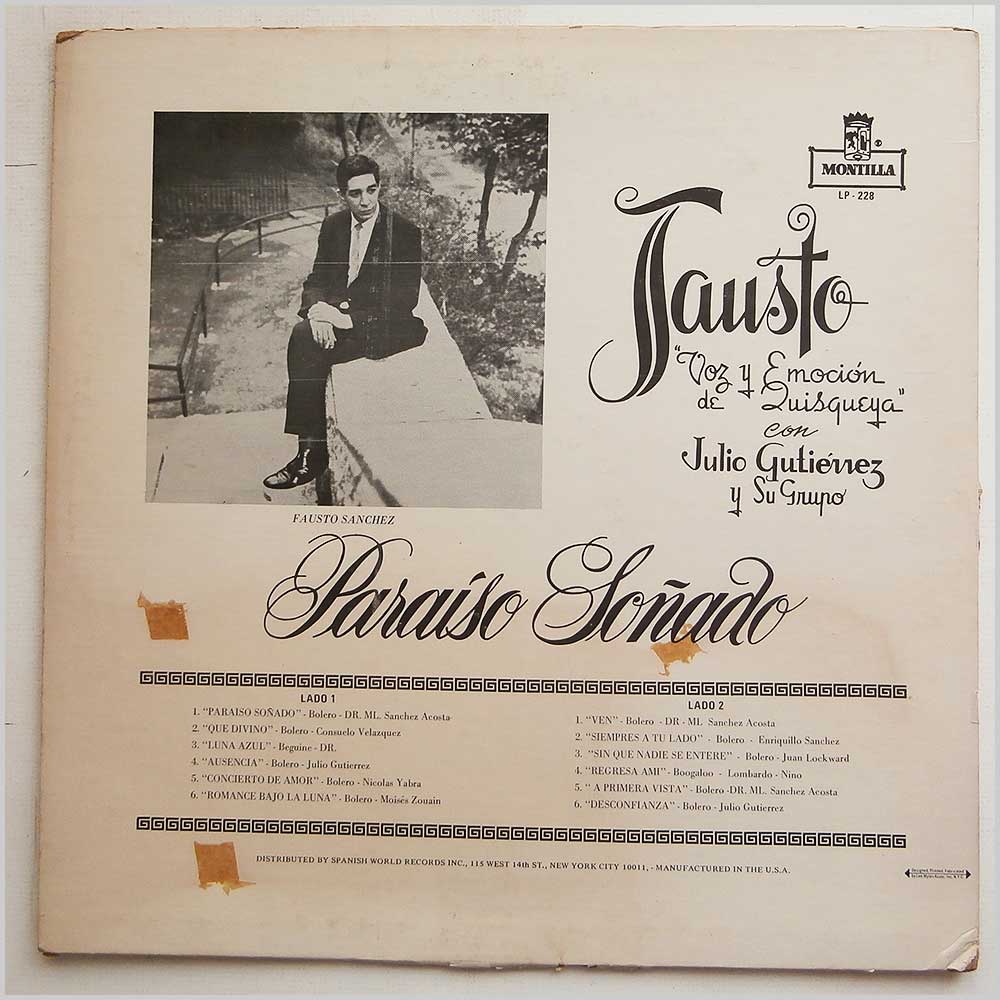 MONTILLA
LP - 228
Fausto
"Voz y Emoción
de Quisqueya"
con
Julio Gutiérrez
y Su Grupo
FAUSTO SANCHEZ
Paraíso Soñado
LADO 1
1. "PARAISO SOÑADO" - Bolero - DR. ML. Sanchez Acosta
2. "QUE DIVINO" - Bolero - Consuelo Velazquez
3. "LUNA AZUL" - Beguine - DR.
4. "AUSENCIA" - Bolero - Julio Gutierrez
5. "CONCIERTO DE AMOR" - Bolero - Nicolas Yabra
6. "ROMANCE BAJO LA LUNA" - Bolero - Moisés Zouain
LADO 2
1. "VEN" - Bolero - DR - ML Sanchez Acosta
2. "SIEMPRES A TU LADO" - Bolero - Enriquillo Sanchez
3. "SIN QUE NADIE SE ENTERE" - Bolero - Juan Lockward
4. "REGRESA AMI" - Boogaloo - Lombardo - Nino
5. " A PRIMERA VISTA" - Bolero -DR. ML. Sanchez Acosta
6. "DESCONFIANZA" - Bolero - Julio Gutierrez
DISTRIBUTED BY SPANISH WORLD RECORDS INC., 115 WEST 14th ST., NEW YORK CITY 10011, - MANUFACTURED IN THE U.S.A.
Designed, Printed, Fabricated